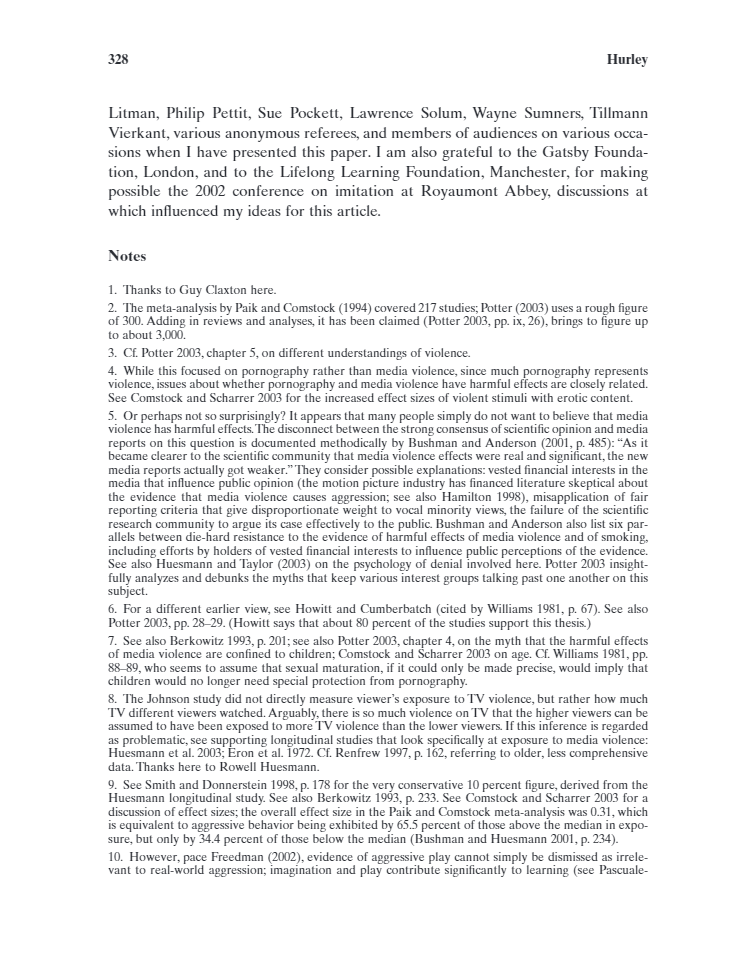 328 Hurley
Litman, Philip Pettit, Sue Pockett, Lawrence Solum, Wayne Sumners, Tillmann
Vierkant, various anonymous referees, and members of audiences on various occa-
sions when I have presented this paper. I am also grateful to the Gatsby Founda-
tion, London, and to the Lifelong Learning Foundation, Manchester, for making
possible the 2002 conference on imitation at Royaumont Abbey, discussions at
which influenced my ideas for this article.
Notes
1. Thanks to Guy Claxton here.
2. The meta-analysis by Paik and Comstock (1994) covered 217 studies; Potter (2003) uses a rough figure
of 300. Adding in reviews and analyses, it has been claimed (Potter 2003, pp. ix, 26), brings to figure up
to about 3,000.
3. Cf. Potter 2003, chapter 5, on different understandings of violence.
4. While this focused on pornography rather than media violence, since much pornography represents
violence, issues about whether pornography and media violence have harmful effects are closely related.
See Comstock and Scharrer 2003 for the increased effect sizes of violent stimuli with erotic content.
5. Or perhaps not so surprisingly? It appears that many people simply do not want to believe that media
violence has harmful effects. The disconnect between the strong consensus of scientific opinion and media
reports on this question is documented methodically by Bushman and Anderson (2001, p. 485): “As it
became clearer to the scientific community that media violence effects were real and significant, the new
media reports actually got weaker.” They consider possible explanations: vested financial interests in the
media that influence public opinion (the motion picture industry has financed literature skeptical about
the evidence that media violence causes aggression; see also Hamilton 1998), misapplication of fair
reporting criteria that give disproportionate weight to vocal minority views, the failure of the scientific
research community to argue its case effectively to the public. Bushman and Anderson also list six par-
allels between die-hard resistance to the evidence of harmful effects of media violence and of smoking,
including efforts by holders of vested financial interests to influence public perceptions of the evidence.
See also Huesmann and Taylor (2003) on the psychology of denial involved here. Potter 2003 insight-
fully analyzes and debunks the myths that keep various interest groups talking past one another on this
subject.
6. For a different earlier view, see Howitt and Cumberbatch (cited by Williams 1981, p. 67). See also
Potter 2003, pp. 28–29. (Howitt says that about 80 percent of the studies support this thesis.)
7. See also Berkowitz 1993, p. 201; see also Potter 2003, chapter 4, on the myth that the harmful effects
of media violence are confined to children; Comstock and Scharrer 2003 on age. Cf. Williams 1981, pp.
88–89, who seems to assume that sexual maturation, if it could only be made precise, would imply that
children would no longer need special protection from pornography.
8. The Johnson study did not directly measure viewer’s exposure to TV violence, but rather how much
TV different viewers watched. Arguably, there is so much violence on TV that the higher viewers can be
assumed to have been exposed to more TV violence than the lower viewers. If this inference is regarded
as problematic, see supporting longitudinal studies that look specifically at exposure to media violence:
Huesmann et al. 2003; Eron et al. 1972. Cf. Renfrew 1997, p. 162, referring to older, less comprehensive
data. Thanks here to Rowell Huesmann.
9. See Smith and Donnerstein 1998, p. 178 for the very conservative 10 percent figure, derived from the
Huesmann longitudinal study. See also Berkowitz 1993, p. 233. See Comstock and Scharrer 2003 for a
discussion of effect sizes; the overall effect size in the Paik and Comstock meta-analysis was 0.31, which
is equivalent to aggressive behavior being exhibited by 65.5 percent of those above the median in expo-
sure, but only by 34.4 percent of those below the median (Bushman and Huesmann 2001, p. 234).
10. However, pace Freedman (2002), evidence of aggressive play cannot simply be dismissed as irrele-
vant to real-world aggression; imagination and play contribute significantly to learning (see Pascuale-